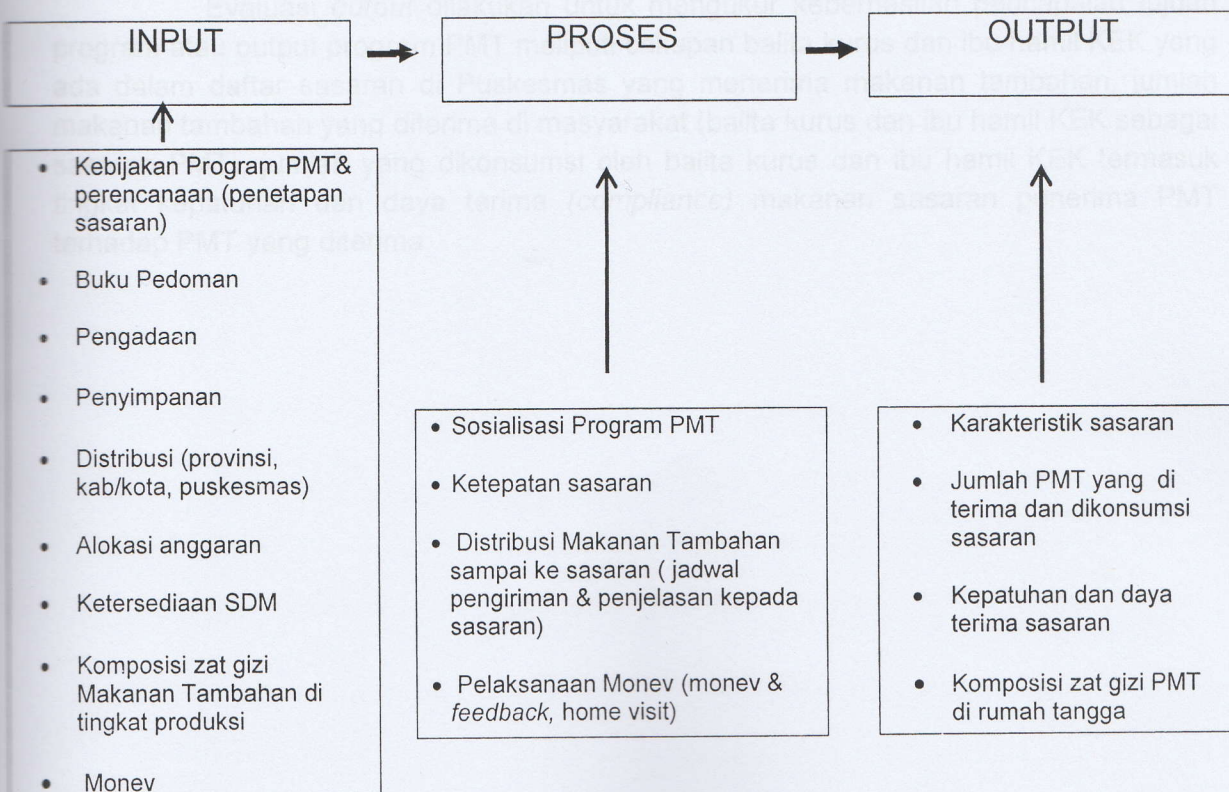 INPUT
PROSES
OUTPUT
• Kebijakan Program PMT&
perencanaan (penetapan
sasaran)
• Buku Pedoman
• Pengadaan
• Penyimpanan
• Distribusi (provinsi,
kab/kota, puskesmas)
• Alokasi anggaran
• Ketersediaan SDM
• Komposisi zat gizi
Makanan Tambahan di
tingkat produksi
• Monev
• Sosialisasi Program PMT
• Ketepatan sasaran
• Distribusi Makanan Tambahan
sampai ke sasaran ( jadwal
pengiriman & penjelasan kepada
sasaran)
• Pelaksanaan Monev (monev &
feedback, home visit)
• Karakteristik sasaran
• Jumlah PMT yang di
terima dan dikonsumsi
sasaran
• Kepatuhan dan daya
terima sasaran
• Komposisi zat gizi PMT
di rumah tangga